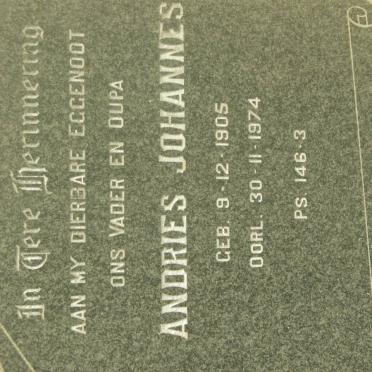 In Tere Herinnering
AAN MY DIERBARE EGGENOOT
ONS VADER EN OUPA
ANDRIES JOHANNES
GEB. 9·12·1905
OORL. 30·11·1974
PS 146·3